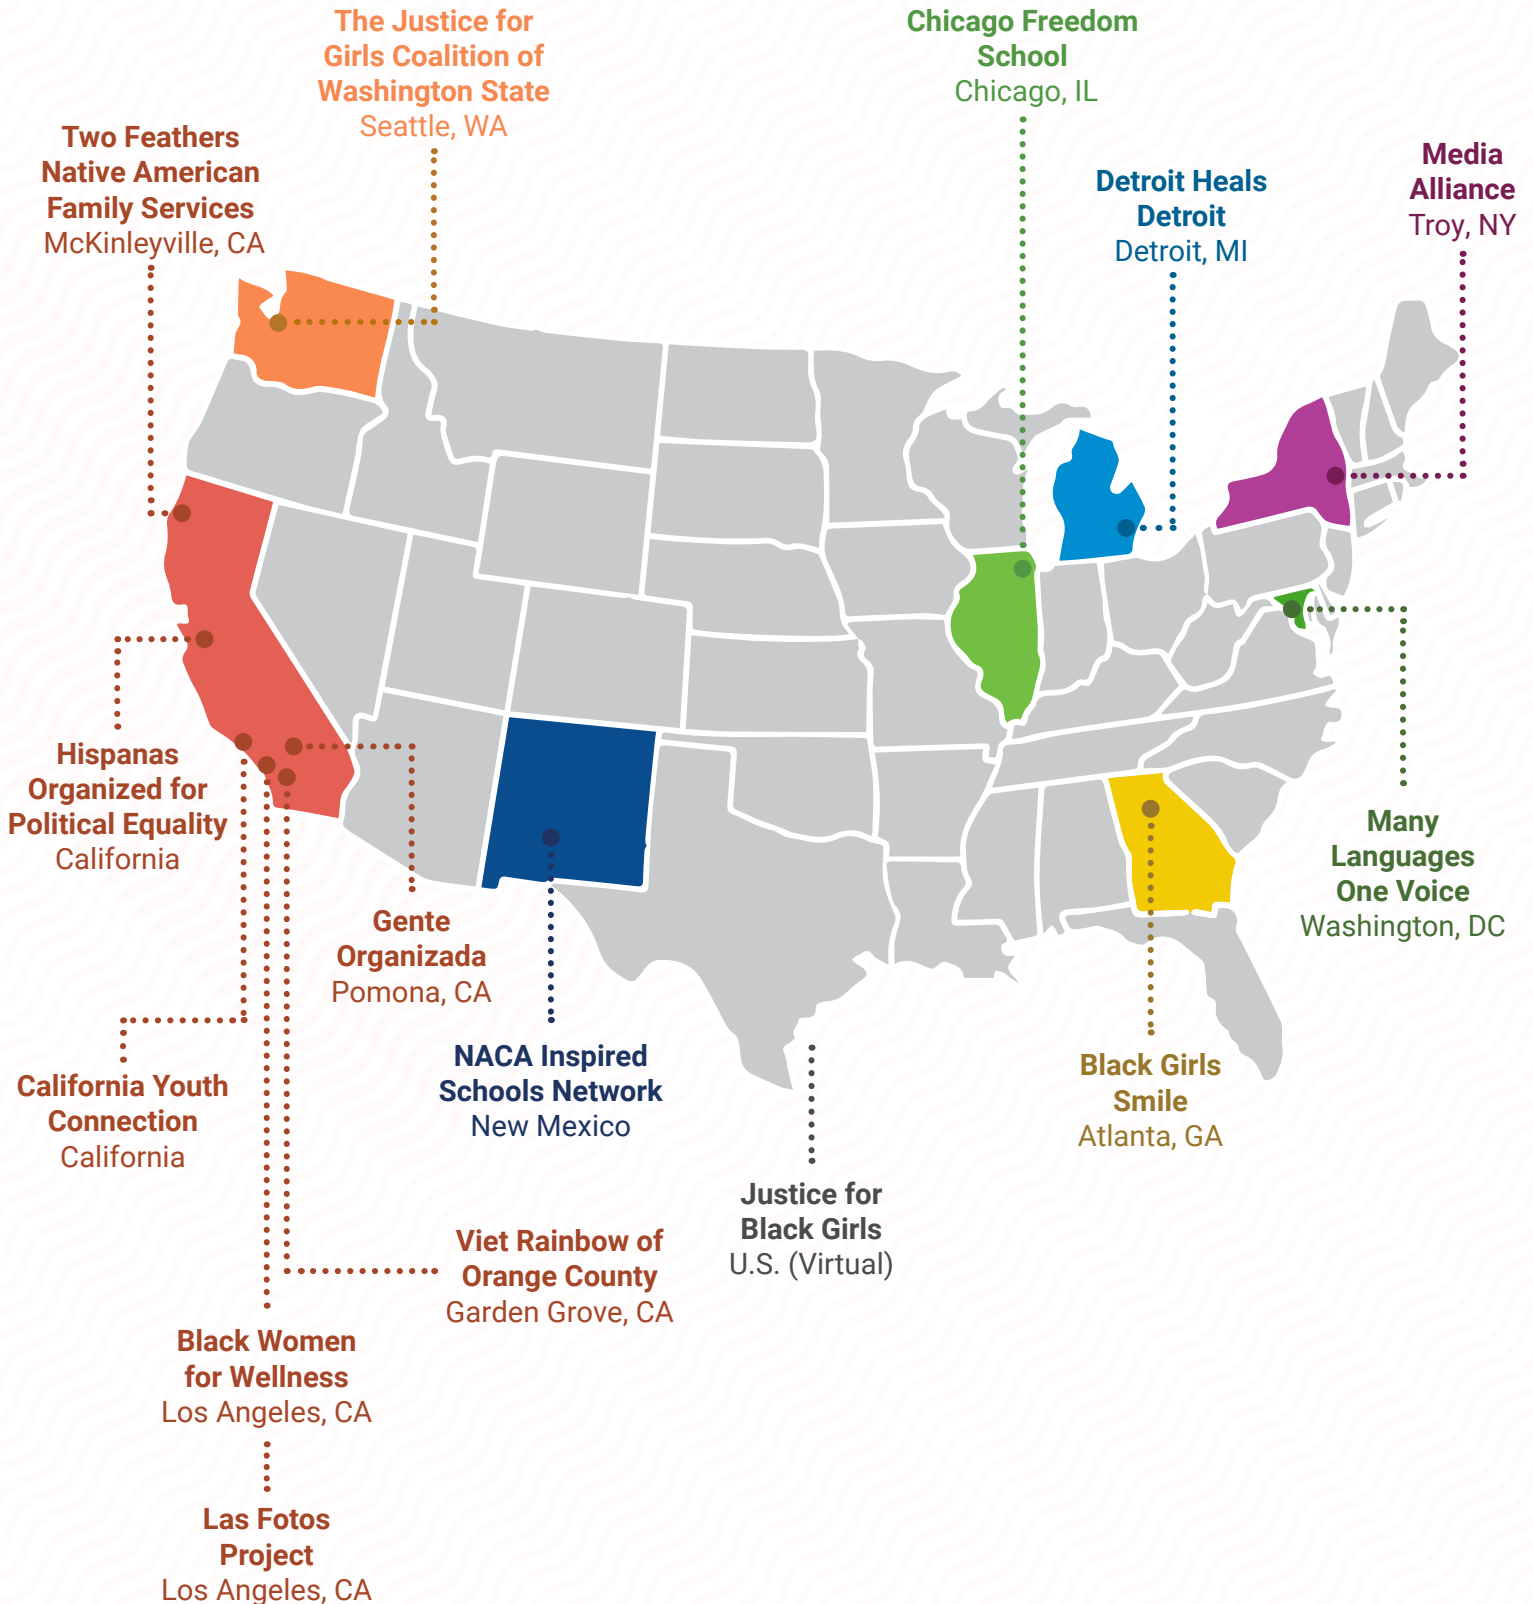 The Justice for
Girls Coalition of
Washington State
Seattle, WA
Chicago Freedom
School
Chicago, IL
Two Feathers
Native American
Family Services
McKinleyville, CA
Detroit Heals
Detroit
Detroit, MI
Media
Alliance
Troy, NY
Hispanas
Organized for
Political Equality
California
Gente
Organizada
Pomona, CA
Many
Languages
One Voice
Washington, DC
California Youth
Connection
California
NACA Inspired
Schools Network
New Mexico
Black Girls
Smile
Atlanta, GA
Justice for
Black Girls
U.S. (Virtual)
Viet Rainbow of
Orange County
Garden Grove, CA
Black Women
for Wellness
Los Angeles, CA
Las Fotos
Project
Los Angeles, CA